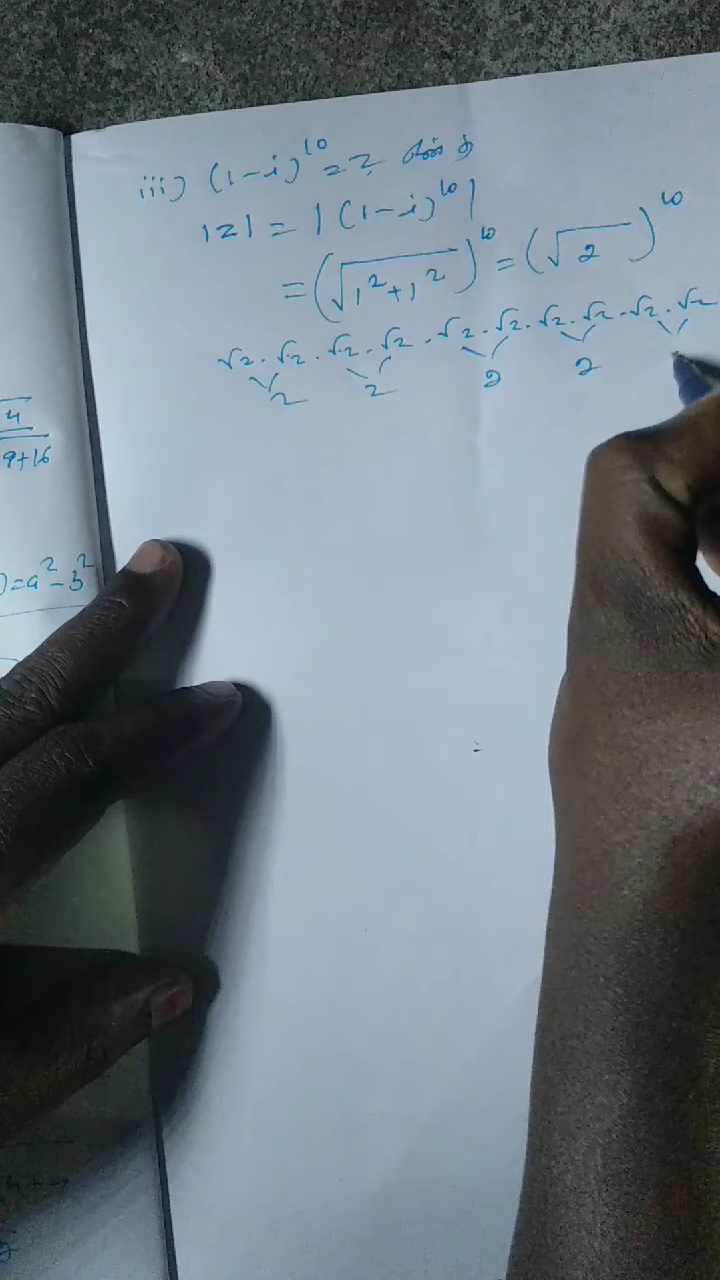 iii) (1-i)^10 = z
|z| = |(1-i)^10|
= (√1²+1²)^10 = (√2)^10
√2 . √2 . √2 . √2 . √2 . √2 . √2 . √2 . √2 . √2
2 2 2 2
4
9+16
)=a²-b²